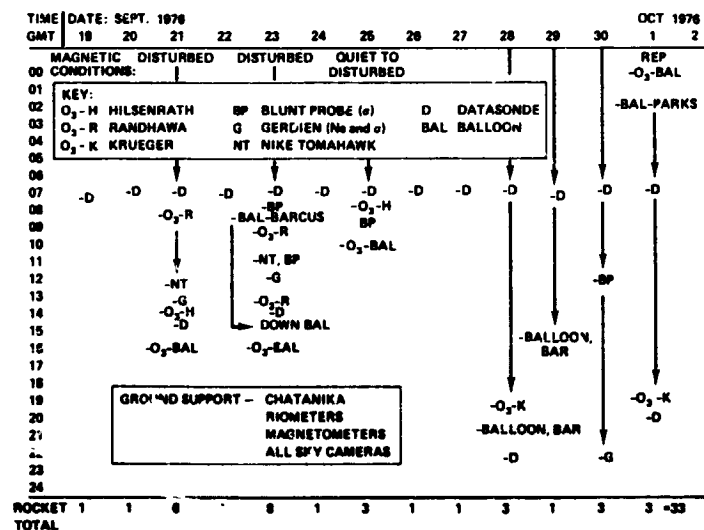 TIME DATE: SEPT. 1976 OCT 1976
GMT 19 20 21 22 23 24 25 26 27 28 29 30 1 2
MAGNETIC DISTURBED DISTURBED QUIET TO REP
00 CONDITIONS: DISTURBED -O3-BAL
01
KEY:
02 O3-H HILSENRATH BP BLUNT PROBE (σ) D DATASONDE -BAL-PARKS
03 O3-R RANDHAWA G GERDIEN (Ne and σ) BAL BALLOON
04 O3-K KRUEGER NT NIKE TOMAHAWK
05
06
07 -D -D -D -D -D -D -D -D -D -D -D -D -D
08 -O3-R -BAL-BARCUS -BP -O3-H
09 -O3-R BP
10 -O3-BAL
11 -NT, BP
12 -NT -G -BP
13 -G -O3-R
14 -O3-H -D
15 -D DOWN BAL -BALLOON,
16 -O3-BAL BAR
17
18
19 GROUND SUPPORT – CHATANIKA -O3-K -O3-K
20 RIOMETERS -D
21 MAGNETOMETERS -BALLOON, BAR
22 ALL SKY CAMERAS -D -G
23
24
ROCKET 1 1 6 1 3 1 1 3 1 3 3 =33
TOTAL